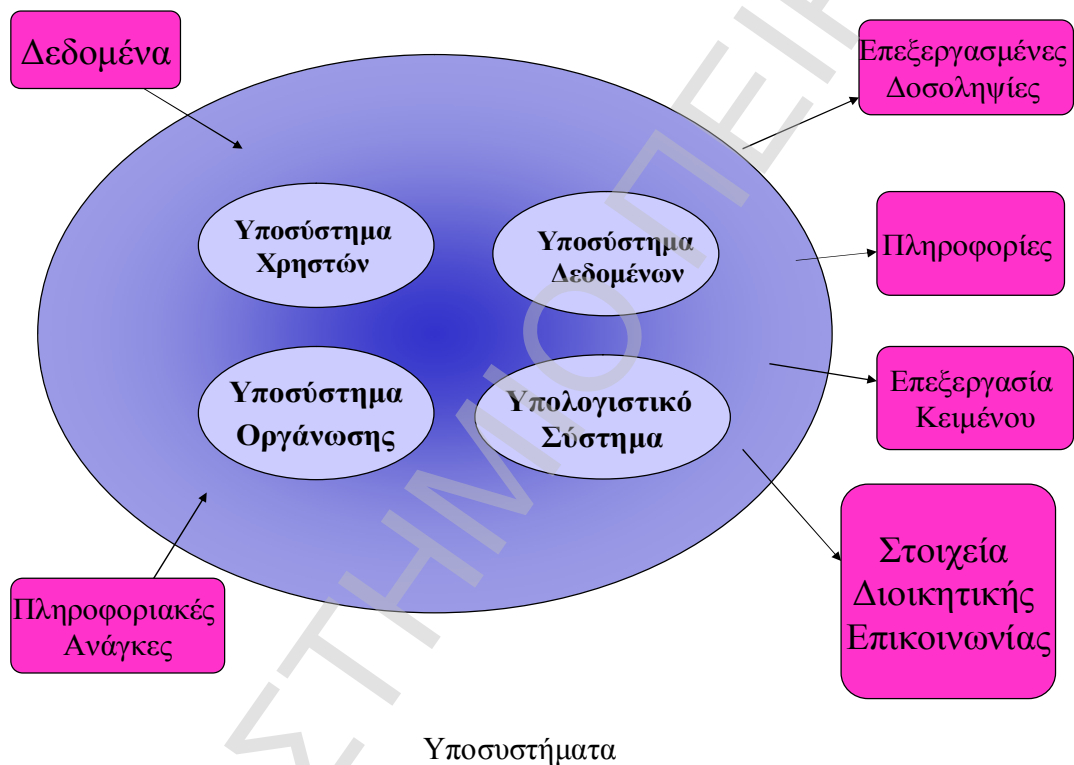 Δεδομένα
Επεξεργασμένες
Δοσοληψίες
Υποσύστημα
Χρηστών
Υποσύστημα
Δεδομένων
Πληροφορίες
Υποσύστημα
Οργάνωσης
Υπολογιστικό
Σύστημα
Επεξεργασία
Κειμένου
Πληροφοριακές
Ανάγκες
Στοιχεία
Διοικητικής
Επικοινωνίας
Υποσυστήματα